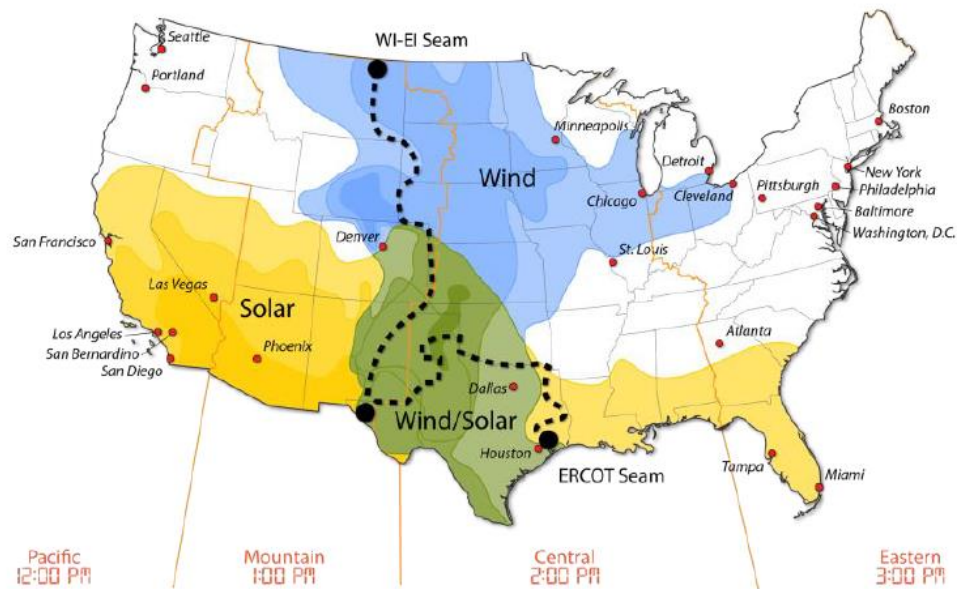 WI-EI Seam
Seattle
Portland
Boston
Minneapolis
Detroit
New York
Wind
Pittsburgh
Philadelphia
Chicago
Cleveland
Baltimore
Washington, D.C.
San Francisco
Denver
St. Louis
Las Vegas
Solar
Los Angeles
Atlanta
San Bernardino
Phoenix
San Diego
Dallas
Wind/Solar
Houston
ERCOT Seam
Tampa
Miami
Pacific
12:00 PM
Mountain
1:00 PM
Central
2:00 PM
Eastern
3:00 PM